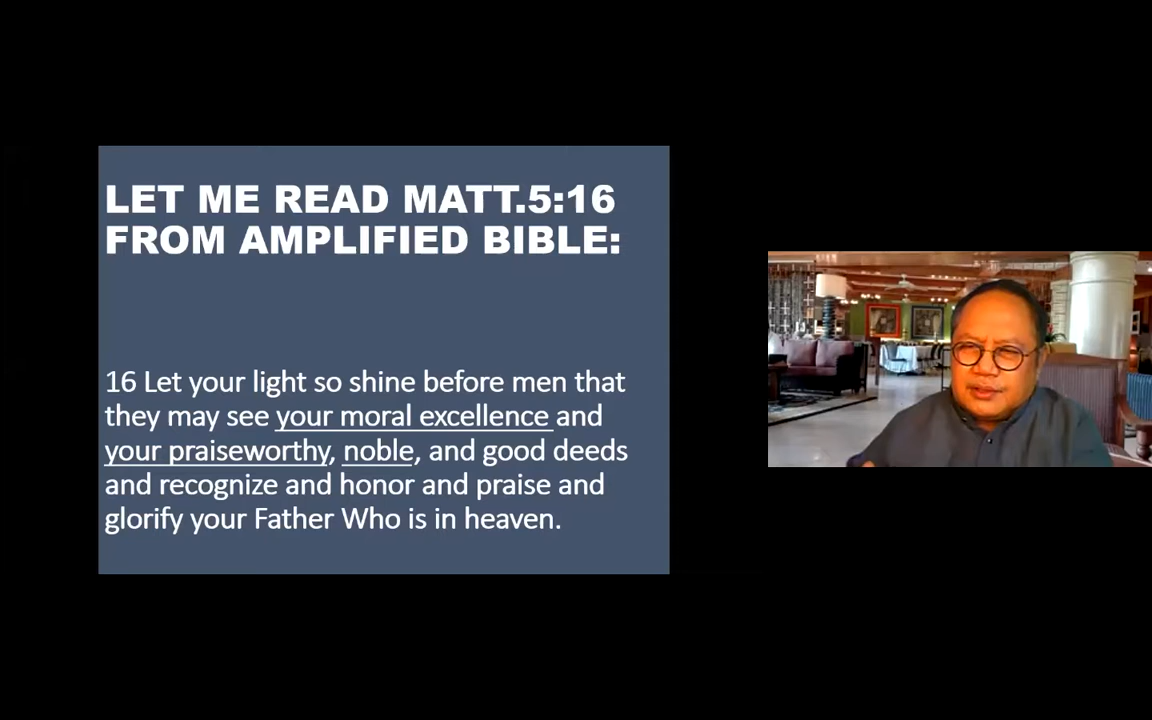 LET ME READ MATT.5:16
FROM AMPLIFIED BIBLE:
16 Let your light so shine before men that
they may see your moral excellence and
your praiseworthy, noble, and good deeds
and recognize and honor and praise and
glorify your Father Who is in heaven.